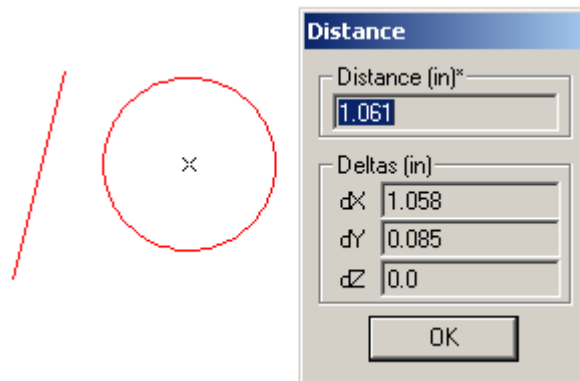 Distance
Distance (in)*
1.061
Deltas (in)
dX 1.058
dY 0.085
dZ 0.0
OK